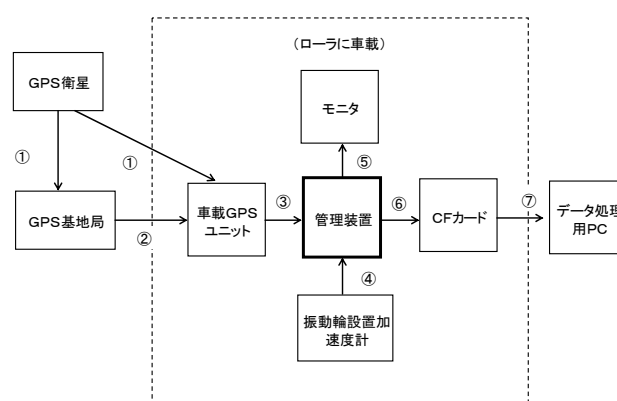 （ローラに車載）
GPS衛星
モニタ
①
①
⑤
GPS基地局
②
車載GPS
ユニット
③
管理装置
⑥
CFカード
⑦
データ処理
用PC
④
振動輪設置加
速度計